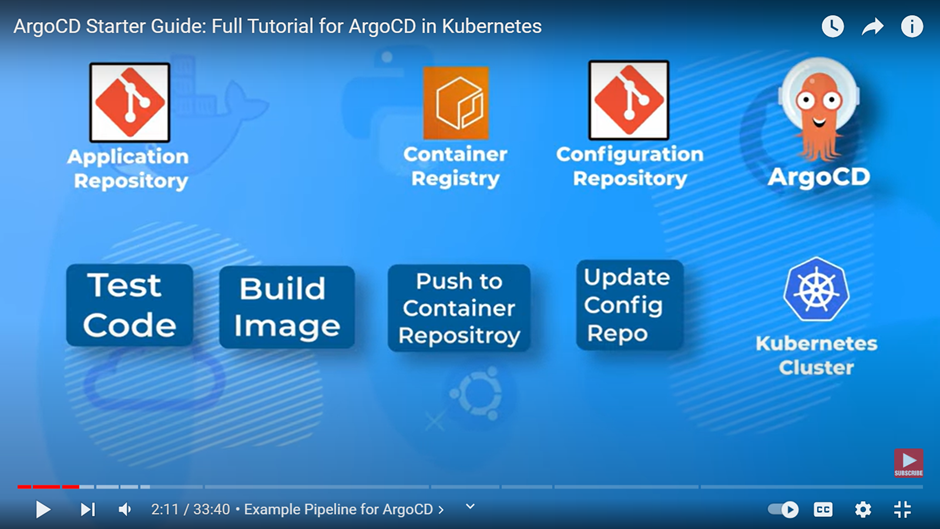 ArgoCD Starter Guide: Full Tutorial for ArgoCD in Kubernetes
Application
Repository
Container
Registry
Configuration
Repository
ArgoCD
Test
Code
Build
Image
Push to
Container
Repositroy
Update
Config
Repo
Kubernetes
Cluster
SUBSCRIBE
2:11 / 33:40 • Example Pipeline for ArgoCD
CC